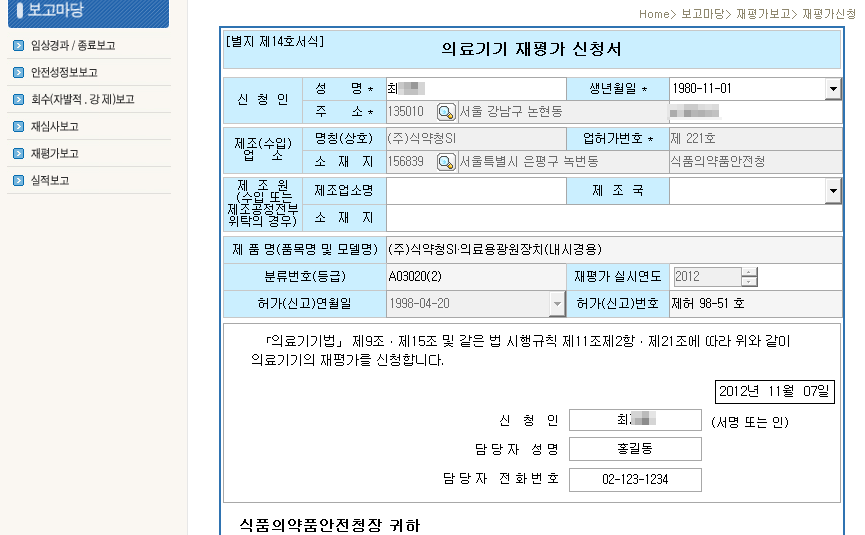 보고마당
Home> 보고마당> 재평가보고> 재평가신청
임상경과 / 종료보고
안전성정보보고
회수(자발적 . 강 제)보고
재심사보고
재평가보고
실적보고
[별지 제14호서식]
의료기기 재평가 신청서
신 청 인
성 명 *
최
생년월일 *
1980-11-01
주 소 *
135010
서울 강남구 논현동
제조(수입)
업 소
명칭(상호)
(주)식약청SI
업허가번호 *
제 221호
소 재 지
156839
서울특별시 은평구 녹번동
식품의약품안전청
제 조 원
(수입 또는
제조공정전부
위탁의 경우)
제조업소명
제 조 국
소 재 지
제 품 명(품목명 및 모델명)
(주)식약청SI·의료용광원장치(내시경용)
분류번호(등급)
A03020(2)
재평가 실시연도
2012
허가(신고)연월일
1998-04-20
허가(신고)번호
제허 98-51 호
「의료기기법」 제9조 · 제15조 및 같은 법 시행규칙 제11조제2항 · 제21조에 따라 위와 같이
의료기기의 재평가를 신청합니다.
2012년 11월 07일
신 청 인
최
(서명 또는 인)
담 당 자 성 명
홍길동
담 당 자 전 화 번 호
02-123-1234
식품의약품안전청장 귀하